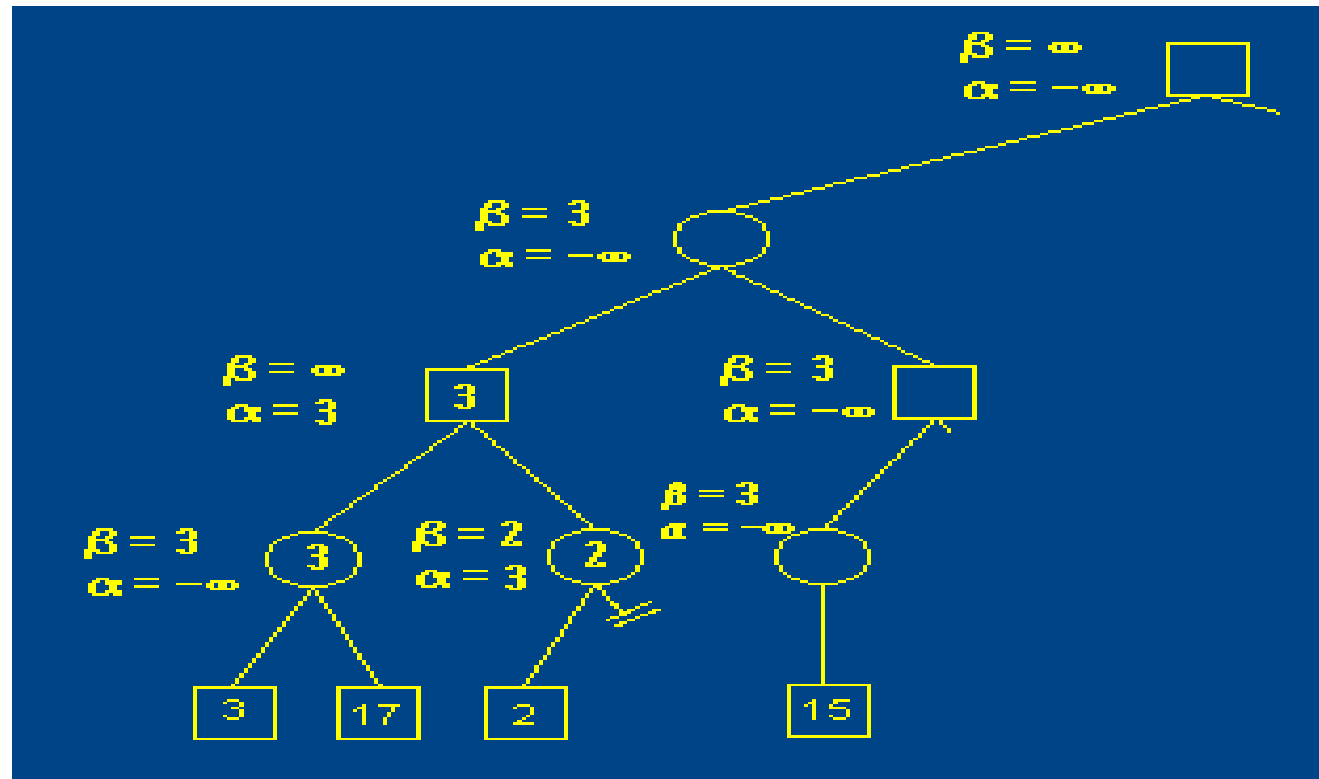 β = ∞
α = −∞
β = 3
α = −∞
β = ∞
α = 3
3
β = 3
α = −∞
β = 3
α = −∞
β = 3
α = −∞
3
β = 2
α = 3
2
3
17
2
15